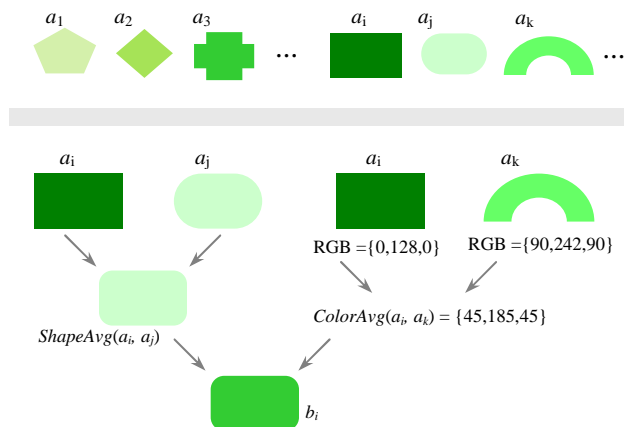 a1 a2 a3 ... ai aj ak ...
ai aj ai ak
RGB ={0,128,0} RGB ={90,242,90}
ShapeAvg(ai, aj) ColorAvg(ai, ak) = {45,185,45}
bi